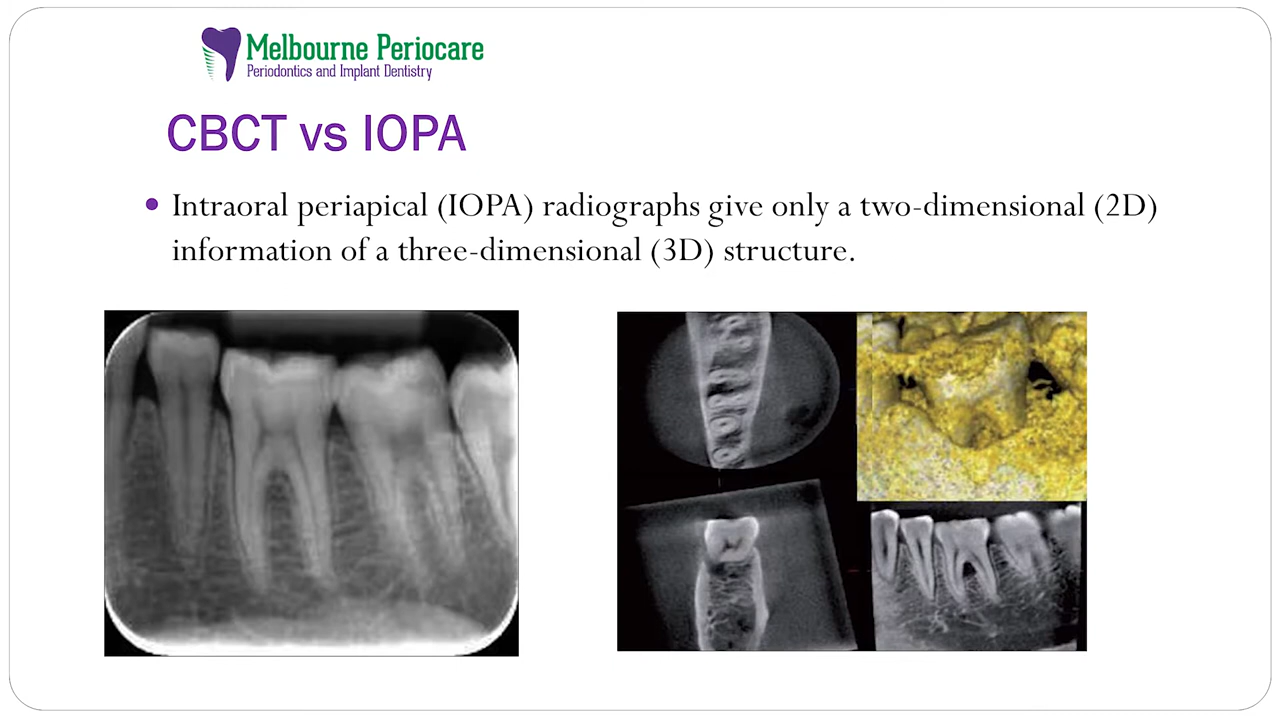 Melbourne Periocare
Periodontics and Implant Dentistry
CBCT vs IOPA
• Intraoral periapical (IOPA) radiographs give only a two-dimensional (2D)
information of a three-dimensional (3D) structure.